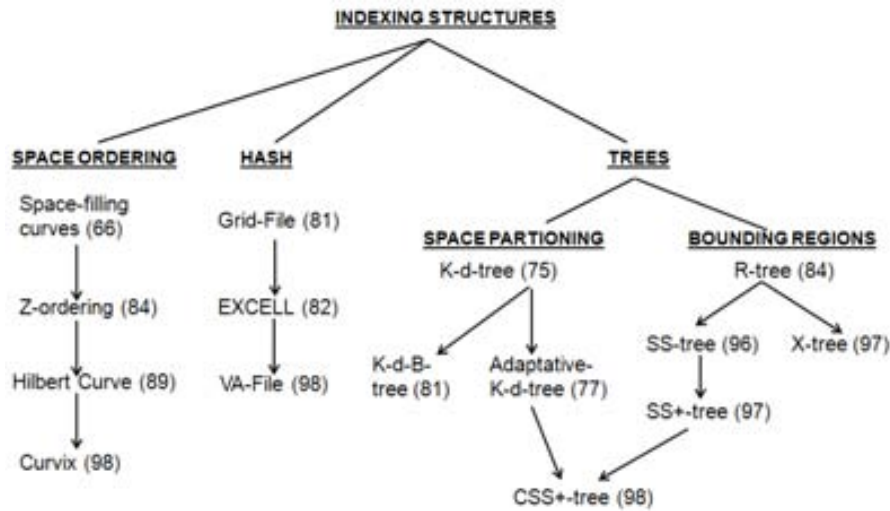 INDEXING STRUCTURES
SPACE ORDERING
HASH
TREES
Space-filling
curves (66)
Grid-File (81)
SPACE PARTIONING
BOUNDING REGIONS
K-d-tree (75)
R-tree (84)
Z-ordering (84)
EXCELL (82)
SS-tree (96)
X-tree (97)
K-d-B-
tree (81)
Adaptative-
K-d-tree (77)
Hilbert Curve (89)
VA-File (98)
SS+-tree (97)
Curvix (98)
CSS+-tree (98)